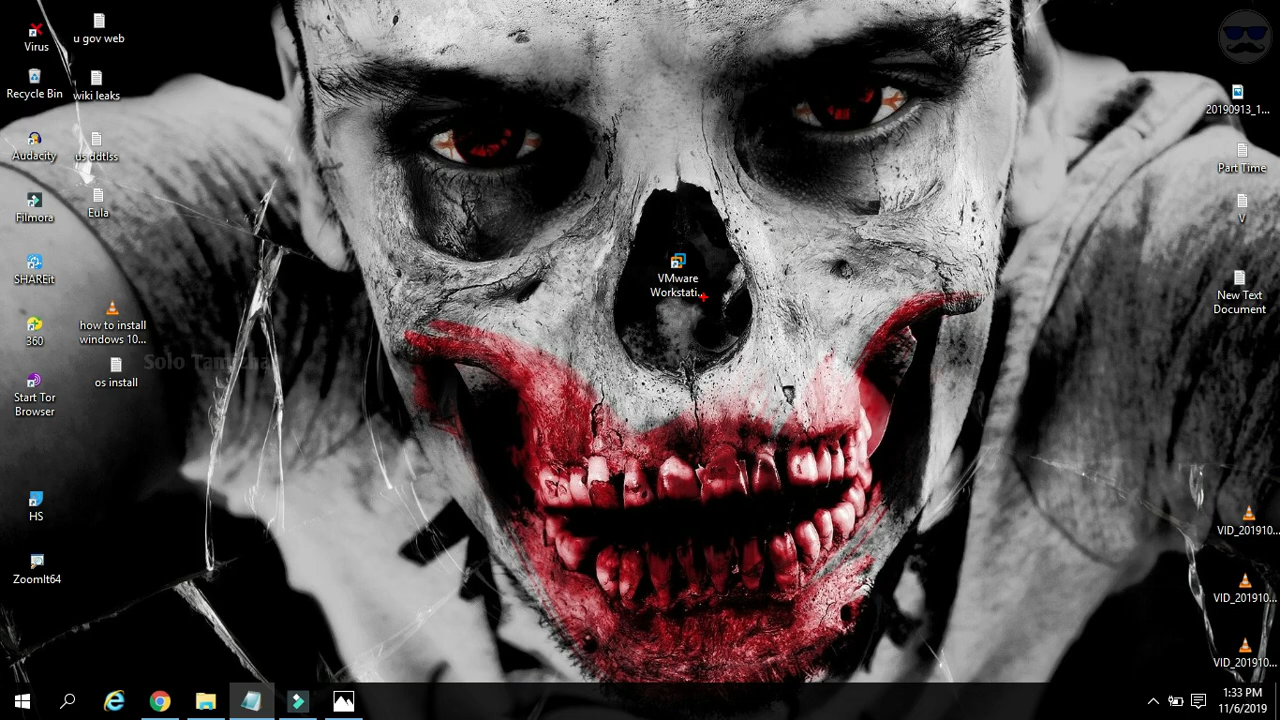 Virus
u gov web
Recycle Bin
wiki leaks
Audacity
us ddtlss
Filmora
Eula
SHAREit
360
how to install
windows 10...
Start Tor
Browser
os install
HS
ZoomIt64
VMware
Workstati...
Solo Tamizhan
20190913_1...
Part Time
V
New Text
Document
VID_201910...
VID_201910...
VID_201910...
1:33 PM
11/6/2019